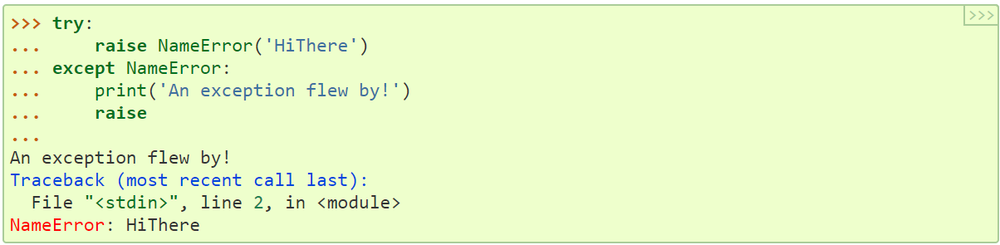 >>> try:
...     raise NameError('HiThere')
... except NameError:
...     print('An exception flew by!')
...     raise
...
An exception flew by!
Traceback (most recent call last):
  File "<stdin>", line 2, in <module>
NameError: HiThere
>>>